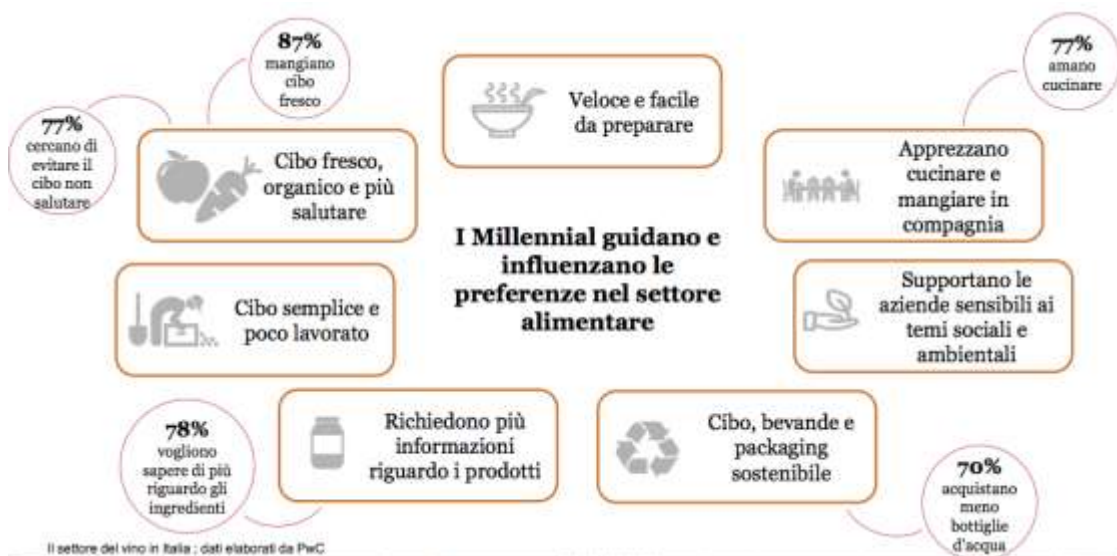 87%
mangiano
cibo
fresco
77%
amano
cucinare
Veloce e facile
da preparare
77%
cercano di
evitare il
cibo non
salutare
Cibo fresco,
organico e più
salutare
Apprezzano
cucinare e
mangiare in
compagnia
I Millennial guidano e
influenzano le
preferenze nel settore
alimentare
Cibo semplice e
poco lavorato
Supportano le
aziende sensibili ai
temi sociali e
ambientali
78%
vogliono
sapere di più
riguardo gli
ingredienti
Richiedono più
informazioni
riguardo i prodotti
Cibo, bevande e
packaging
sostenibile
70%
acquistano
meno
bottiglie
d'acqua
Il settore del vino in Italia ; dati elaborati da PwC